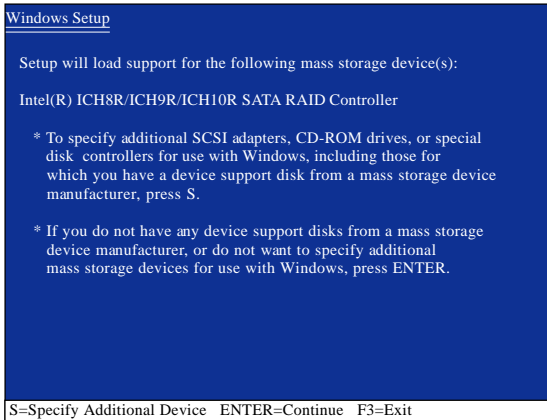 Windows Setup
Setup will load support for the following mass storage device(s):
Intel(R) ICH8R/ICH9R/ICH10R SATA RAID Controller
* To specify additional SCSI adapters, CD-ROM drives, or special
disk controllers for use with Windows, including those for
which you have a device support disk from a mass storage device
manufacturer, press S.
* If you do not have any device support disks from a mass storage
device manufacturer, or do not want to specify additional
mass storage devices for use with Windows, press ENTER.
S=Specify Additional Device ENTER=Continue F3=Exit